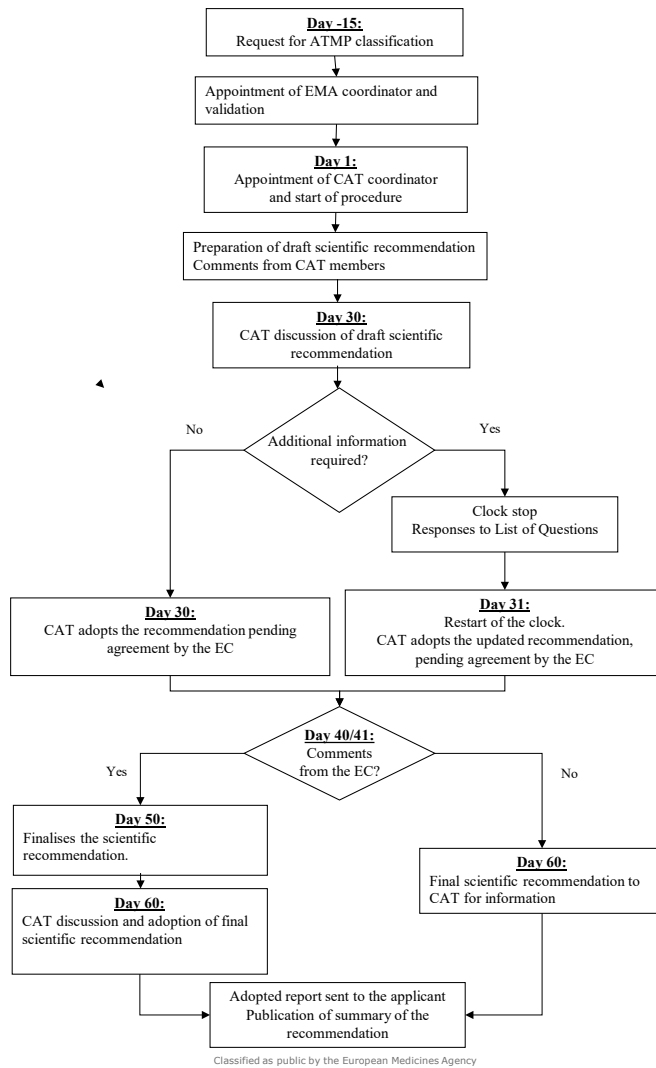 Day -15:
Request for ATMP classification
Appointment of EMA coordinator and
validation
Day 1:
Appointment of CAT coordinator
and start of procedure
Preparation of draft scientific recommendation
Comments from CAT members
Day 30:
CAT discussion of draft scientific
recommendation
Additional information
required?
No
Yes
Clock stop
Responses to List of Questions
Day 30:
CAT adopts the recommendation pending
agreement by the EC
Day 31:
Restart of the clock.
CAT adopts the updated recommendation,
pending agreement by the EC
Day 40/41:
Comments
from the EC?
Yes
No
Day 50:
Finalises the scientific
recommendation.
Day 60:
CAT discussion and adoption of final
scientific recommendation
Day 60:
Final scientific recommendation to
CAT for information
Adopted report sent to the applicant
Publication of summary of the
recommendation
Classified as public by the European Medicines Agency